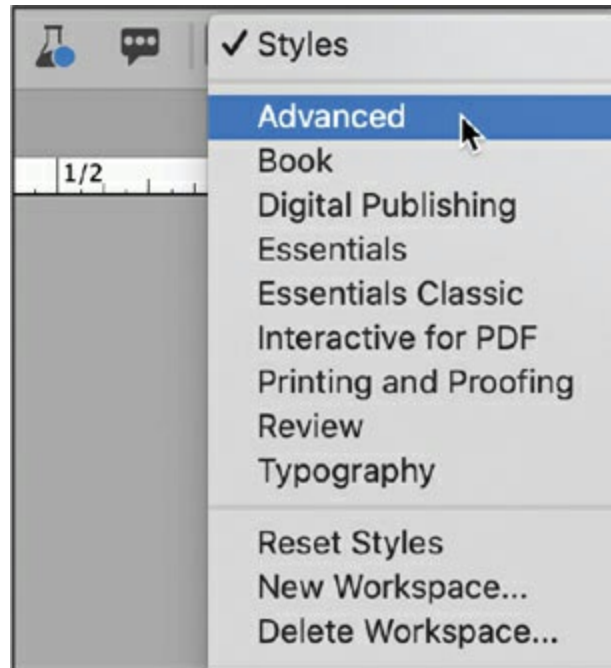 ✓ Styles
1/2
Advanced
Book
Digital Publishing
Essentials
Essentials Classic
Interactive for PDF
Printing and Proofing
Review
Typography
Reset Styles
New Workspace...
Delete Workspace...